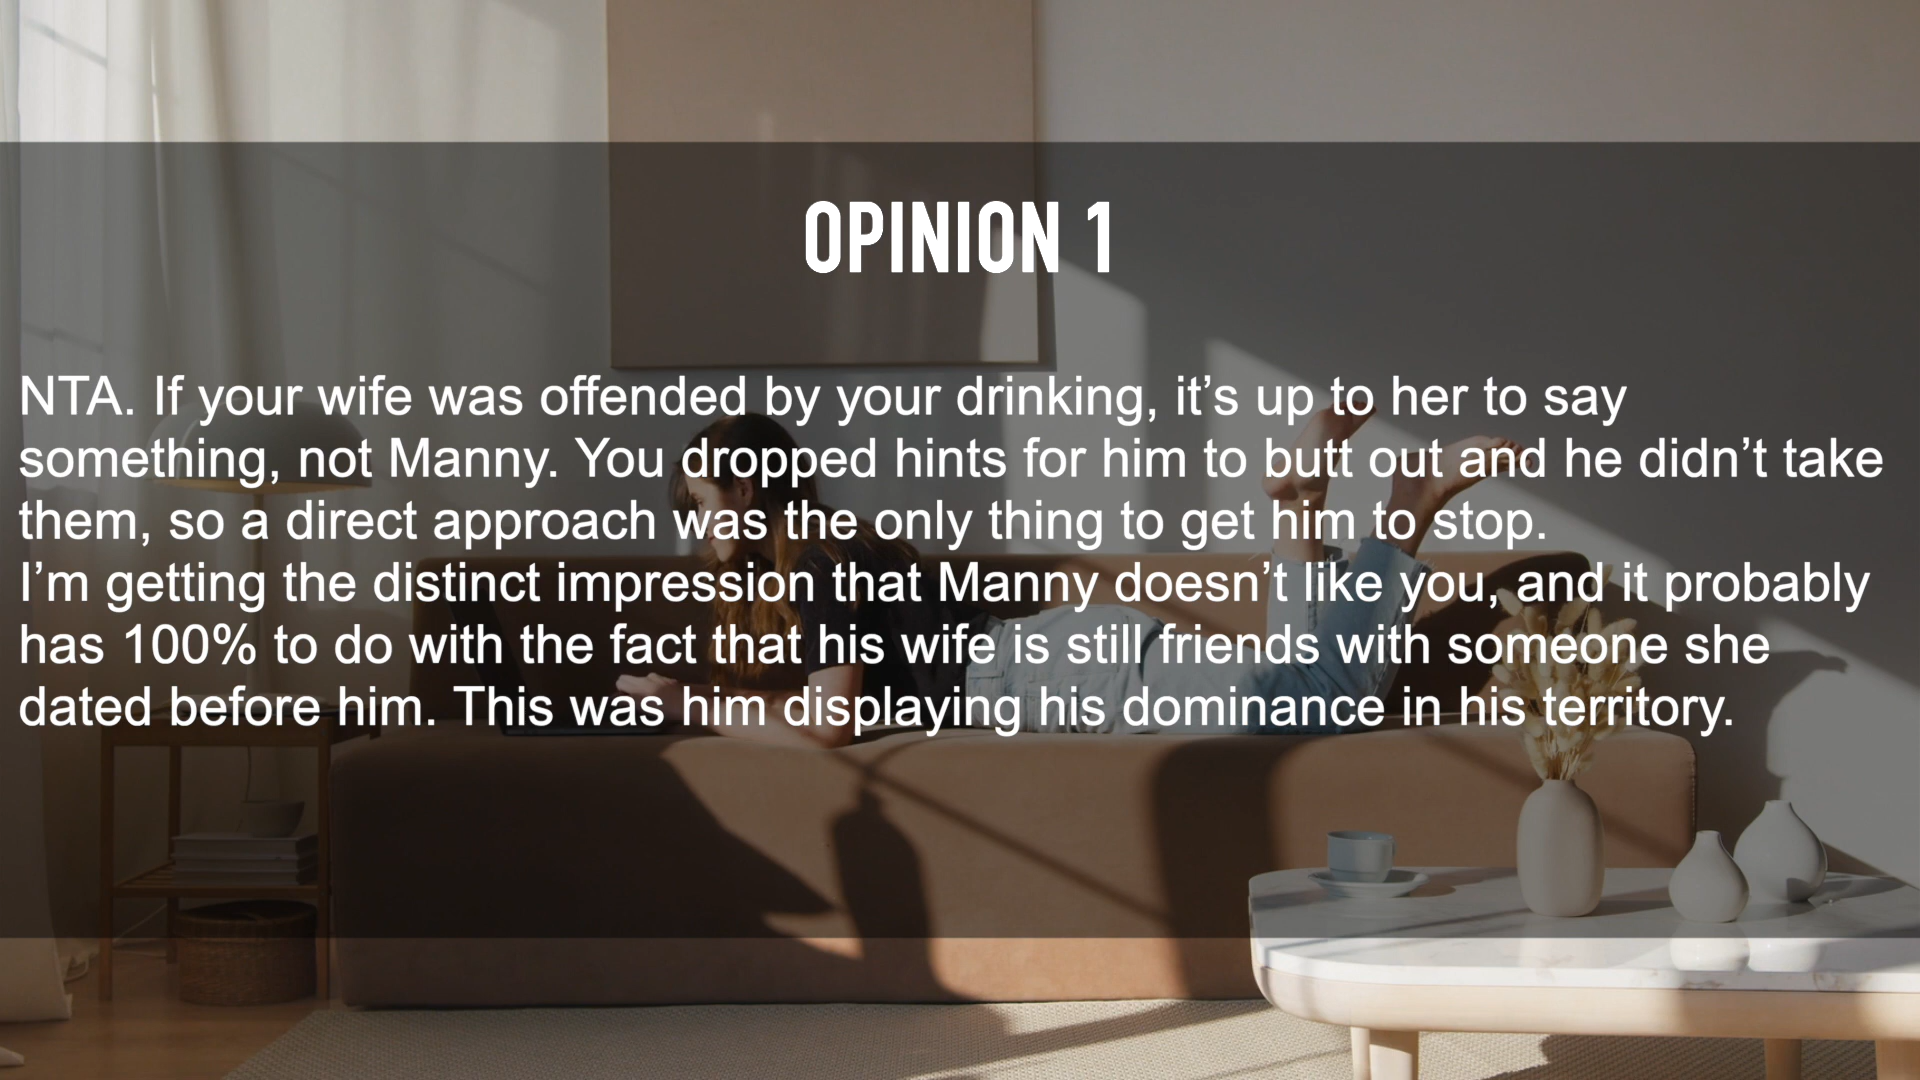 OPINION 1
NTA. If your wife was offended by your drinking, it’s up to her to say
something, not Manny. You dropped hints for him to butt out and he didn’t take
them, so a direct approach was the only thing to get him to stop.
I’m getting the distinct impression that Manny doesn’t like you, and it probably
has 100% to do with the fact that his wife is still friends with someone she
dated before him. This was him displaying his dominance in his territory.